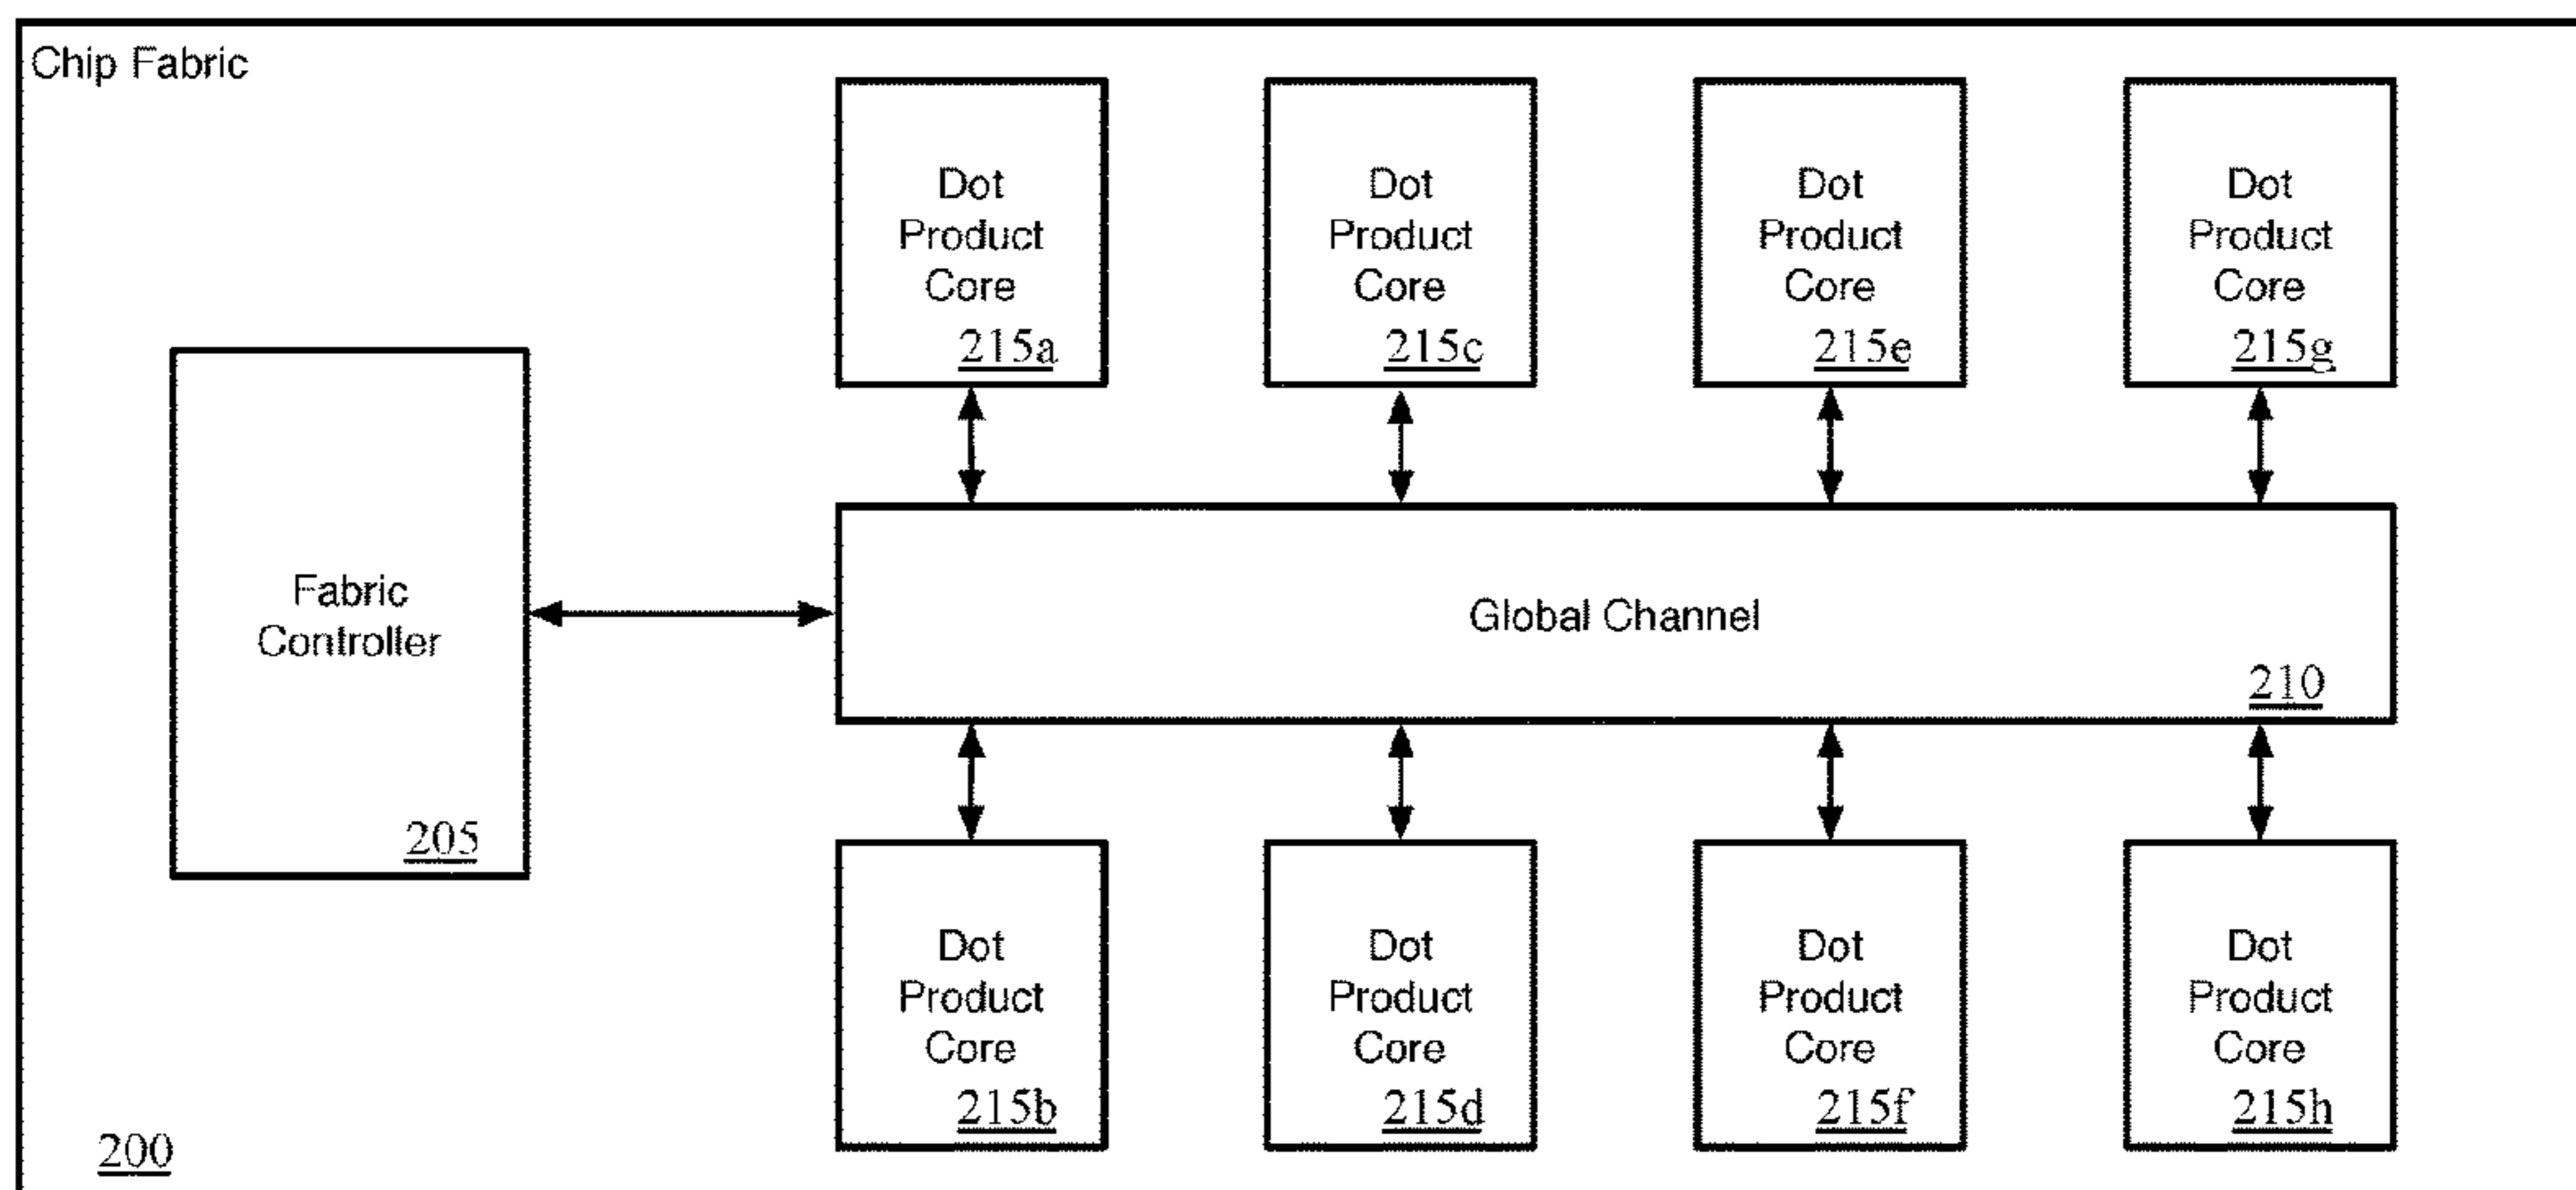 Chip Fabric
Dot
Product
Core
215a
Dot
Product
Core
215c
Dot
Product
Core
215e
Dot
Product
Core
215g
Fabric
Controller
205
Global Channel
210
Dot
Product
Core
215b
Dot
Product
Core
215d
Dot
Product
Core
215f
Dot
Product
Core
215h
200